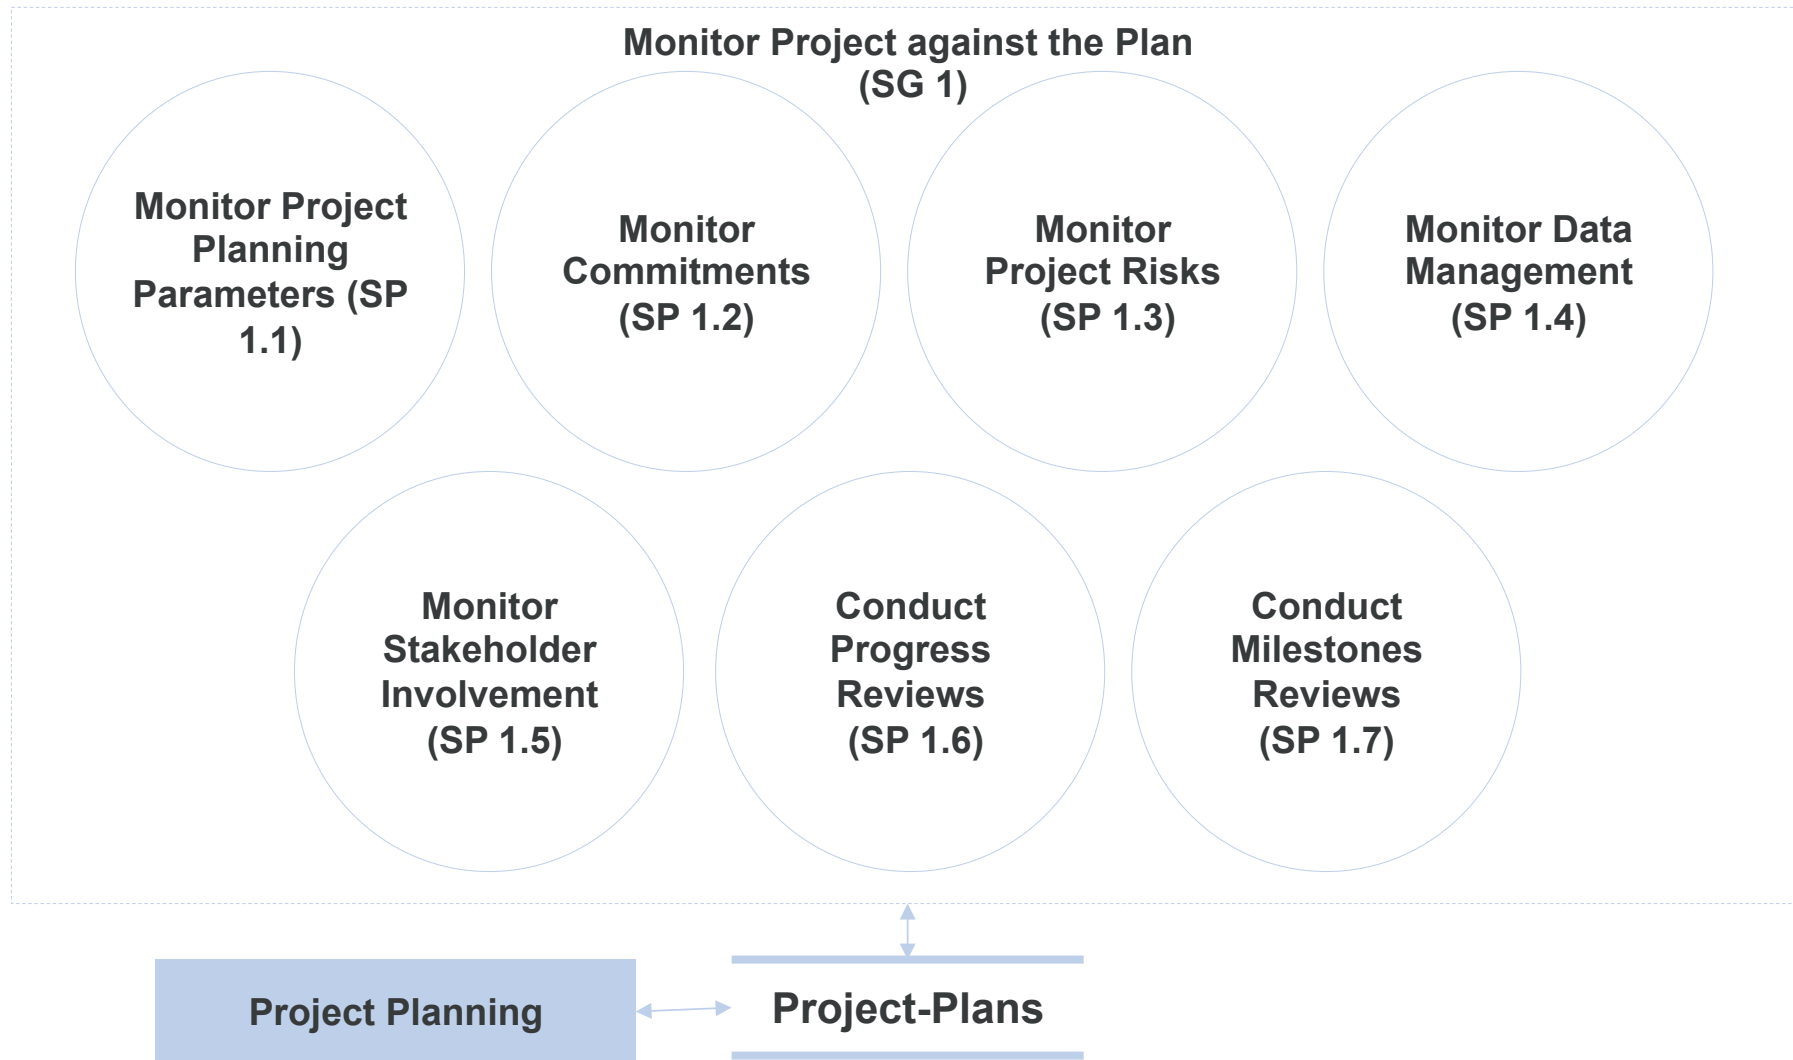 Monitor Project against the Plan
(SG 1)
Monitor Project
Planning
Parameters (SP
1.1)
Monitor
Commitments
(SP 1.2)
Monitor
Project Risks
(SP 1.3)
Monitor Data
Management
(SP 1.4)
Monitor
Stakeholder
Involvement
(SP 1.5)
Conduct
Progress
Reviews
(SP 1.6)
Conduct
Milestones
Reviews
(SP 1.7)
Project Planning
Project-Plans